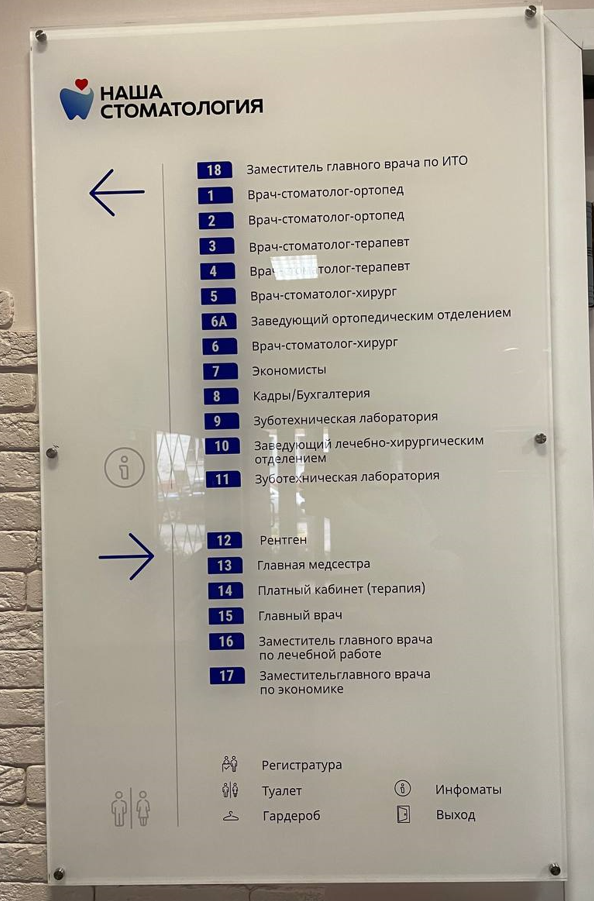 НАША
СТОМАТОЛОГИЯ
18 Заместитель главного врача по ИТО
1 Врач-стоматолог-ортопед
2 Врач-стоматолог-ортопед
3 Врач-стоматолог-терапевт
4 Врач-стоматолог-терапевт
5 Врач-стоматолог-хирург
6А Заведующий ортопедическим отделением
6 Врач-стоматолог-хирург
7 Экономисты
8 Кадры/Бухгалтерия
9 Зуботехническая лаборатория
10 Заведующий лечебно-хирургическим
отделением
11 Зуботехническая лаборатория
12 Рентген
13 Главная медсестра
14 Платный кабинет (терапия)
15 Главный врач
16 Заместитель главного врача
по лечебной работе
17 Заместительглавного врача
по экономике
Регистратура
Туалет
Инфоматы
Гардероб
Выход